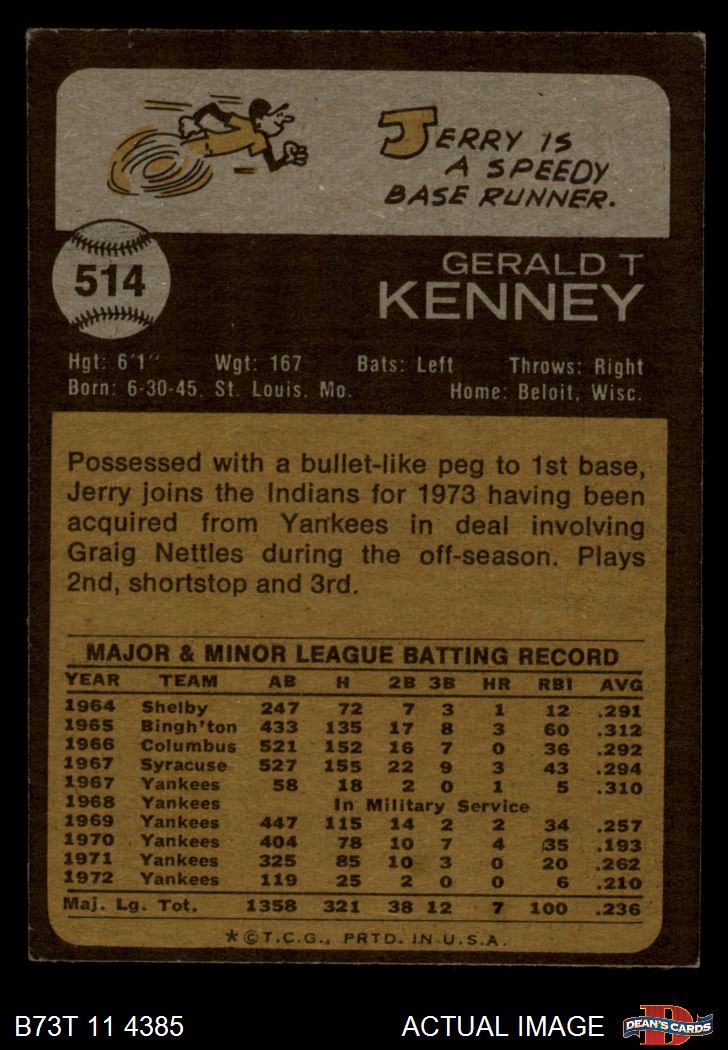 JERRY IS
A SPEEDY
BASE RUNNER.
514
GERALD T
KENNEY
Hgt: 6'1" Wgt: 167 Bats: Left Throws: Right
Born: 6-30-45, St. Louis, Mo. Home: Beloit, Wisc.
Possessed with a bullet-like peg to 1st base,
Jerry joins the Indians for 1973 having been
acquired from Yankees in deal involving
Graig Nettles during the off-season. Plays
2nd, shortstop and 3rd.
MAJOR & MINOR LEAGUE BATTING RECORD
YEAR TEAM AB H 2B 3B HR RBI AVG
1964 Shelby 247 72 7 3 1 12 .291
1965 Bingh'ton 433 135 17 8 3 60 .312
1966 Columbus 521 152 16 7 0 36 .292
1967 Syracuse 527 155 22 9 3 43 .294
1967 Yankees 58 18 2 0 1 5 .310
1968 Yankees In Military Service
1969 Yankees 447 115 14 2 2 34 .257
1970 Yankees 404 78 10 7 4 35 .193
1971 Yankees 325 85 10 3 0 20 .262
1972 Yankees 119 25 2 0 0 6 .210
Maj. Lg. Tot. 1358 321 38 12 7 100 .236
*©T.C.G., PRTD. IN U.S.A.
B73T 11 4385 ACTUAL IMAGE D DEAN'S CARDS